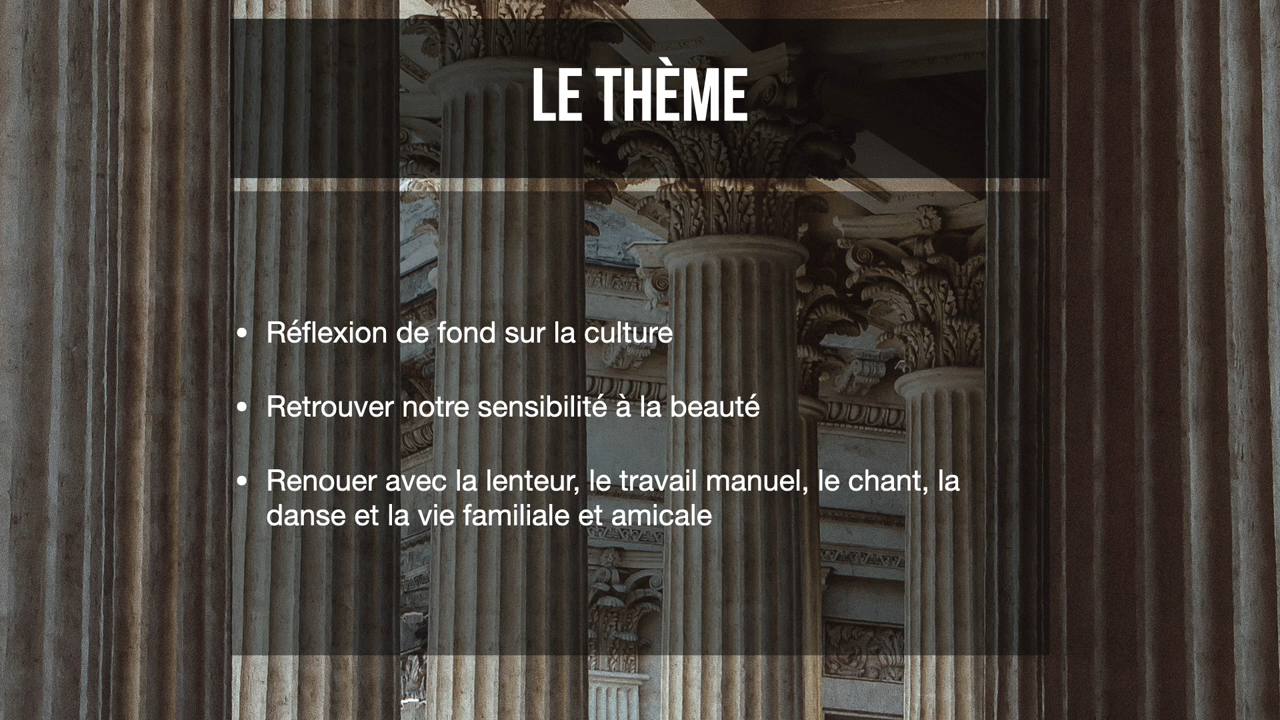 LE THÈME
• Réflexion de fond sur la culture
• Retrouver notre sensibilité à la beauté
• Renouer avec la lenteur, le travail manuel, le chant, la
danse et la vie familiale et amicale